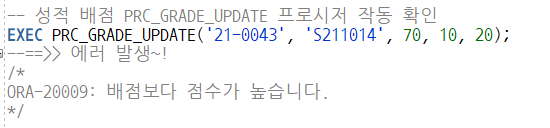 -- 성적 배점 PRC_GRADE_UPDATE 프로시저 작동 확인
EXEC PRC_GRADE_UPDATE('21-0043', 'S211014', 70, 10, 20);
--==>> 에러 발생~!
/*
ORA-20009: 배점보다 점수가 높습니다.
*/